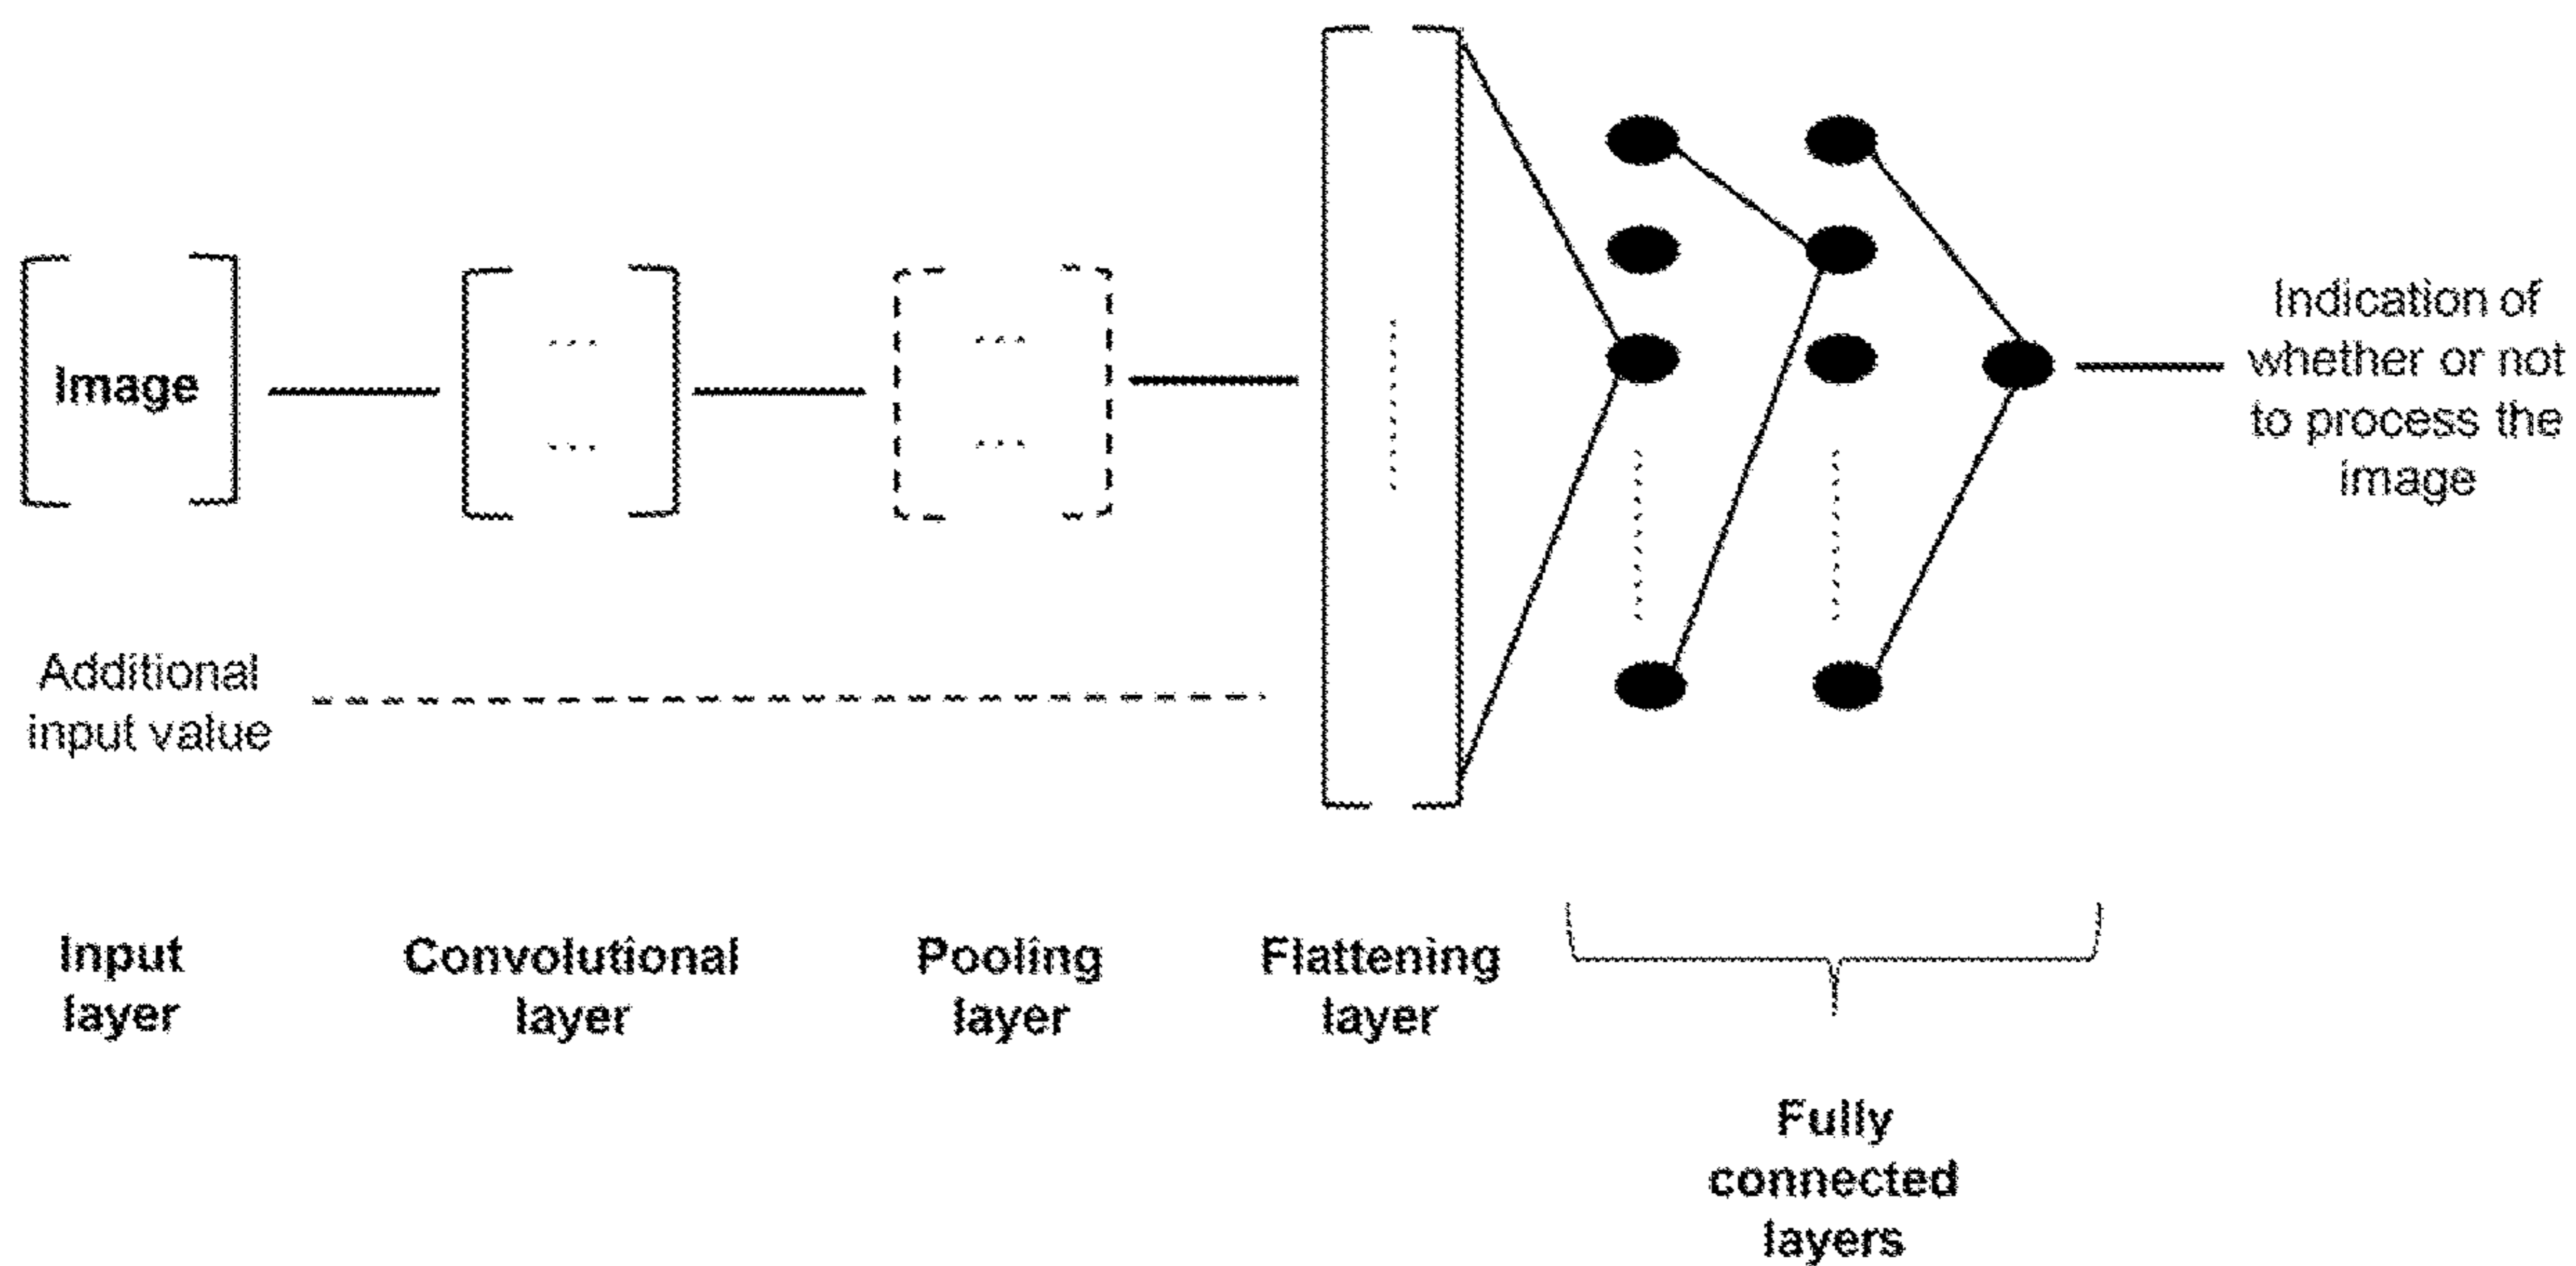 Image
Indication of
whether or not
to process the
image
Additional
input value
Input
layer
Convolutional
layer
Pooling
layer
Flattening
layer
Fully
connected
layers